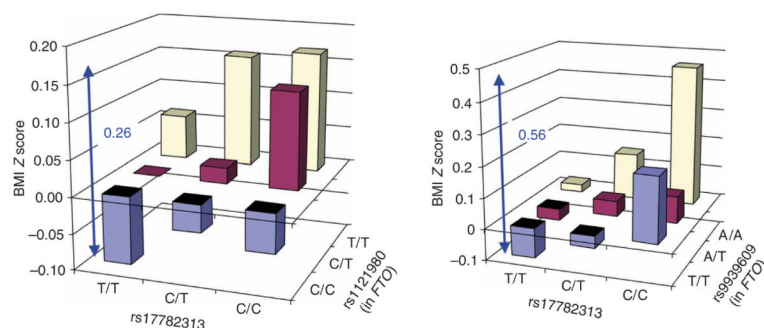 0.20
0.15
0.10
0.05
0.00
−0.05
−0.10
BMI Z score
0.26
T/T
C/T
C/C
rs17782313
T/T
C/T
C/C
rs1121980
(in FTO)
0.5
0.4
0.3
0.2
0.1
0
−0.1
BMI Z score
0.56
T/T
C/T
C/C
rs17782313
A/A
A/T
T/T
rs9939609
(in FTO)